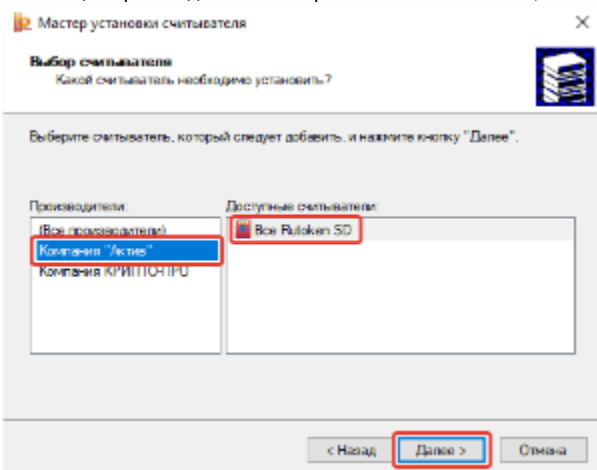 Мастер установки считывателя
Выбор считывателя
Какой считыватель необходимо установить?
Выберите считыватель, который следует добавить, и нажмите кнопку "Далее".
Производители:
Доступные считыватели:
(Все производители)
Все Rutoken SD
Компания "Актив"
Компания КРИПТО-ПРО
< Назад
Далее >
Отмена